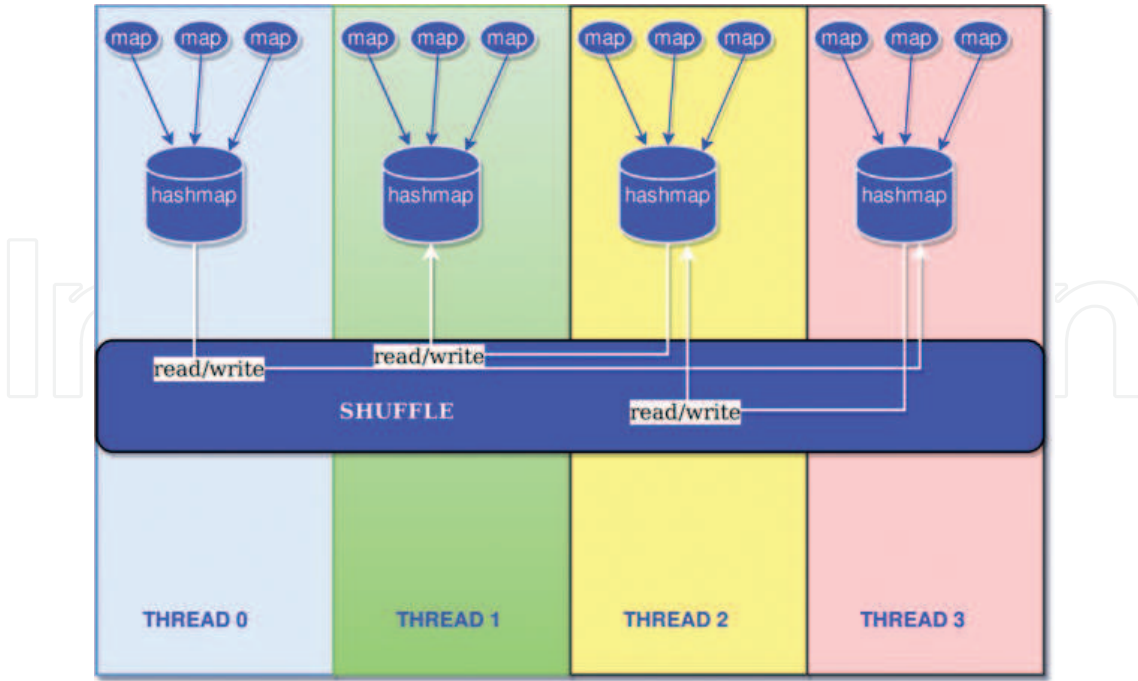 map map map map map map map map map map map map
hashmap hashmap hashmap hashmap
read/write
read/write
SHUFFLE
read/write
THREAD 0 THREAD 1 THREAD 2 THREAD 3